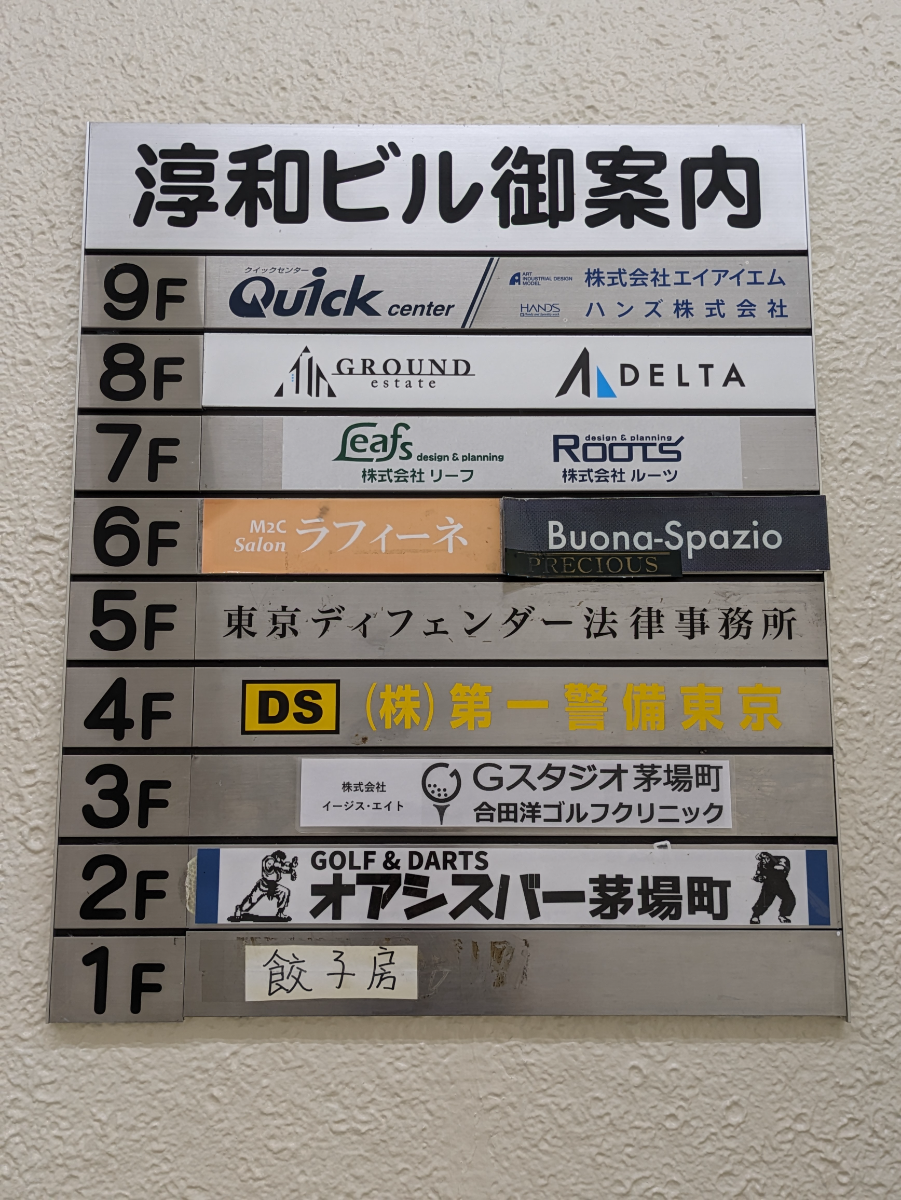 淳和ビル御案内
9F
クイックセンター
Quick center
ART
INDUSTRIAL DESIGN
MODEL
株式会社エイアイエム
HANDS
ハンズ株式会社
8F
GROUND
estate
DELTA
7F
Leafs design & planning
株式会社 リーフ
design & planning
ROOTS
株式会社 ルーツ
6F
M2C
Salon ラフィーネ
Buona-Spazio
PRECIOUS
5F
東京ディフェンダー法律事務所
4F
DS (株)第一警備東京
3F
株式会社
イージス・エイト
Gスタジオ茅場町
合田洋ゴルフクリニック
2F
GOLF & DARTS
オアシスバー茅場町
1F
餃子房